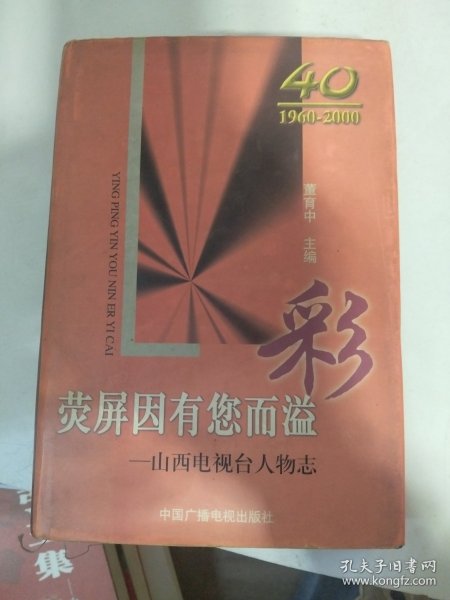 40
1960-2000
董育中 主编
YING PING YIN YOU NIN ER YI CAI
荧屏因有您而溢彩
—山西电视台人物志
中国广播电视出版社
集
孔夫子旧书网
www.kongfz.com